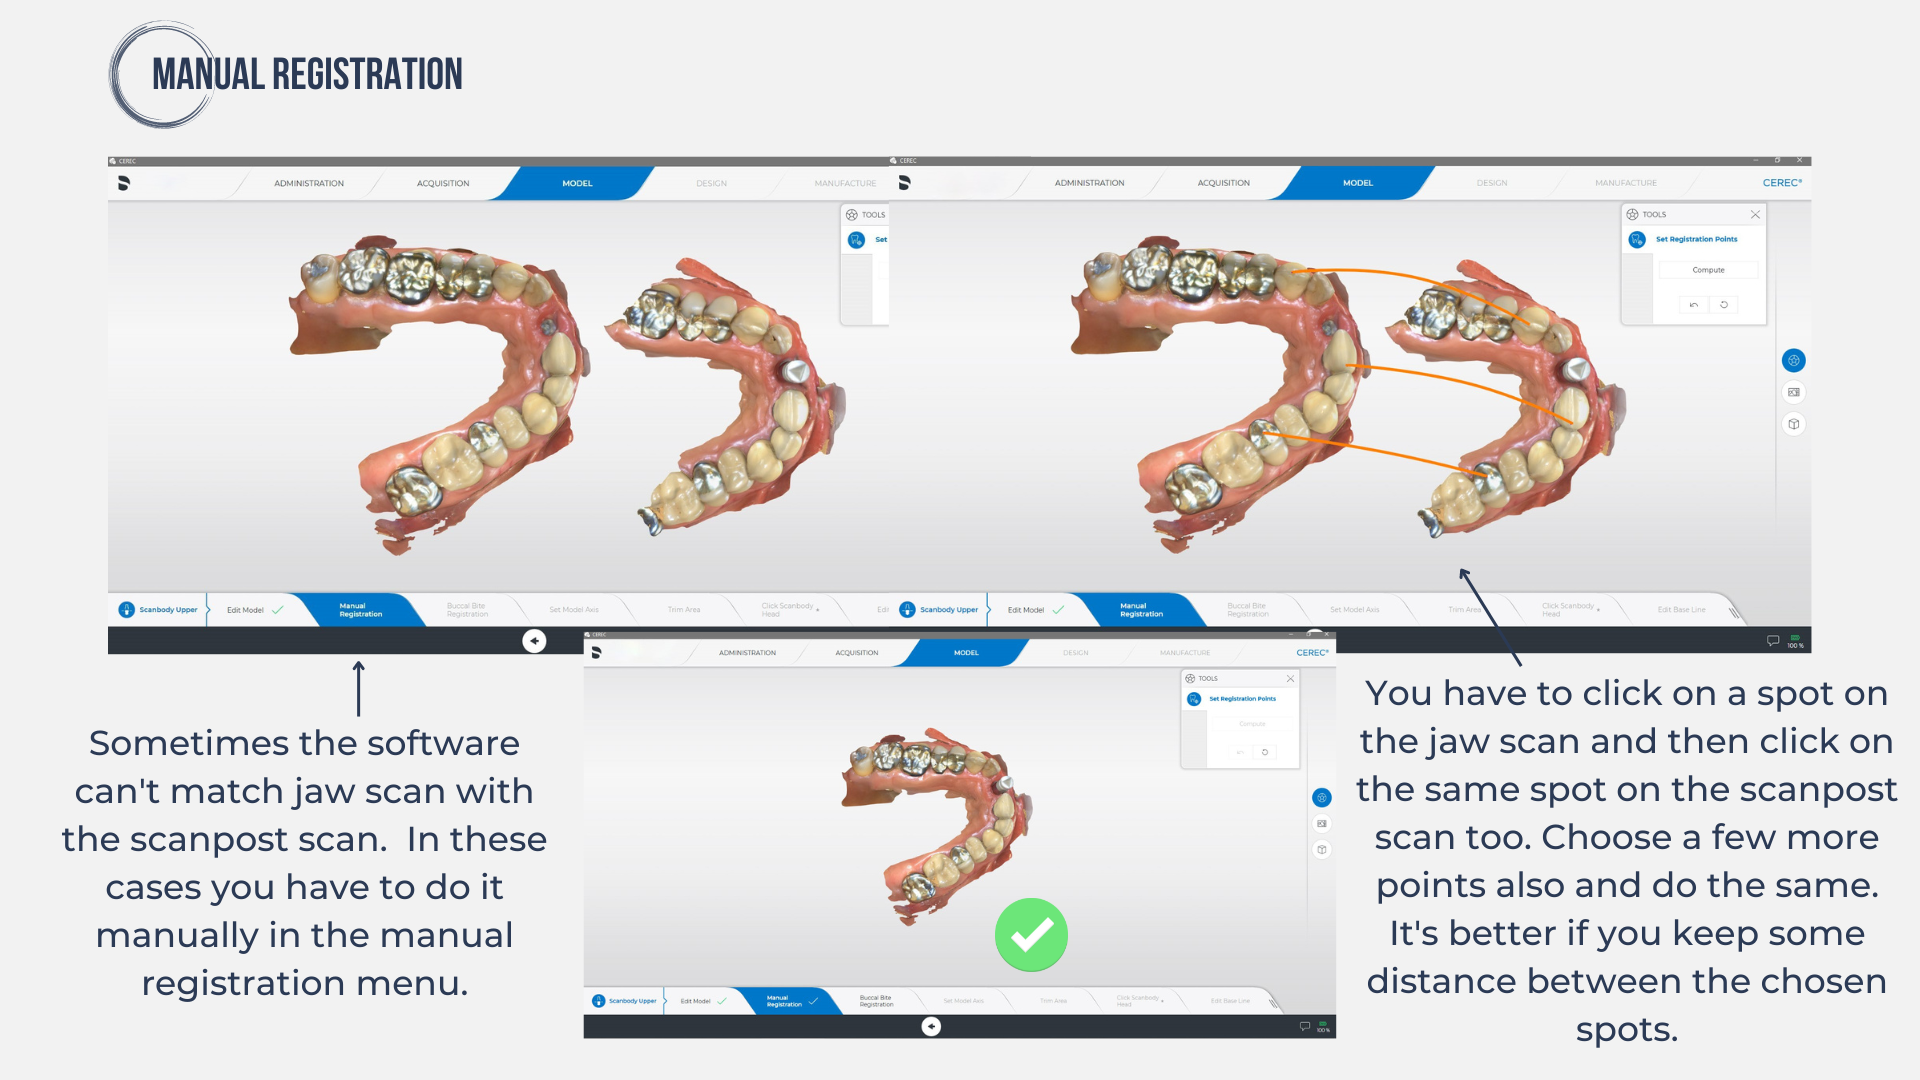 MANUAL REGISTRATION
CEREC
ADMINISTRATION
ACQUISITION
MODEL
DESIGN
MANUFACTURE
TOOLS
Set
Scanbody Upper
Edit Model
Manual
Registration
Buccal Bite
Registration
Set Model Axis
Trim Area
Click Scanbody
Head
Edi
CEREC
ADMINISTRATION
ACQUISITION
MODEL
DESIGN
MANUFACTURE
CEREC®
TOOLS
Set Registration Points
Compute
Scanbody Upper
Edit Model
Manual
Registration
Buccal Bite
Registration
Set Model Axis
Trim Area
Click Scanbody
Head
Edit Base Line
100 %
CEREC
ADMINISTRATION
ACQUISITION
MODEL
DESIGN
MANUFACTURE
CEREC®
TOOLS
Set Registration Points
Compute
Scanbody Upper
Edit Model
Manual
Registration
Buccal Bite
Registration
Set Model Axis
Trim Area
Click Scanbody
Head
Edit Base Line
100 %
Sometimes the software
can't match jaw scan with
the scanpost scan. In these
cases you have to do it
manually in the manual
registration menu.
You have to click on a spot on
the jaw scan and then click on
the same spot on the scanpost
scan too. Choose a few more
points also and do the same.
It's better if you keep some
distance between the chosen
spots.